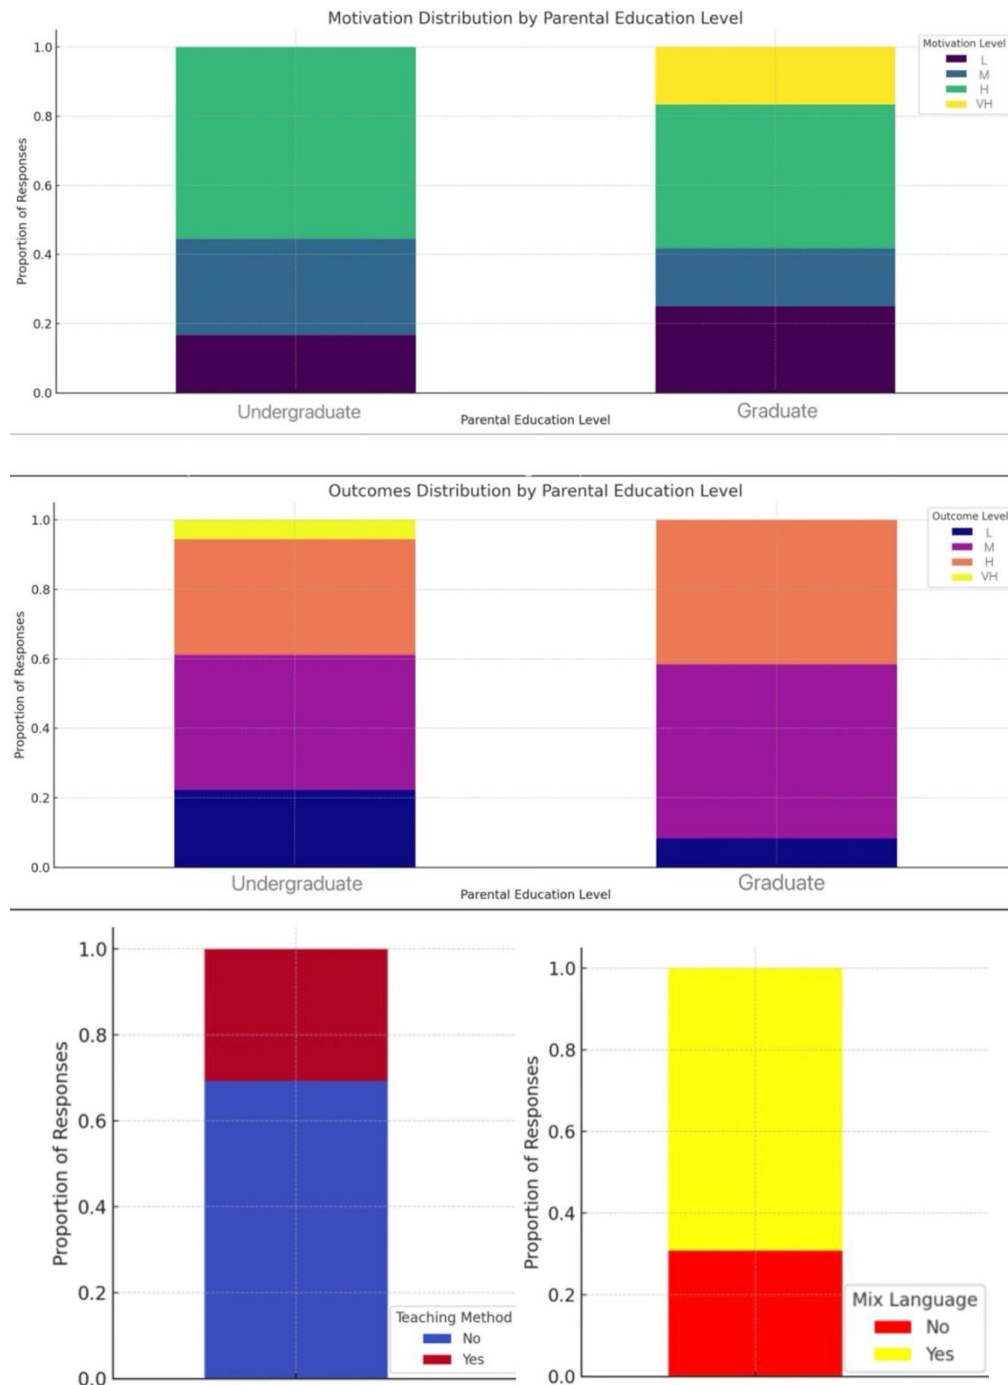 Motivation Distribution by Parental Education Level
Motivation Level
L
M
H
VH
Proportion of Responses
1.0
0.8
0.6
0.4
0.2
0.0
Undergraduate
Graduate
Parental Education Level
Outcomes Distribution by Parental Education Level
Outcome Level
L
M
H
VH
Proportion of Responses
1.0
0.8
0.6
0.4
0.2
0.0
Undergraduate
Graduate
Parental Education Level
Proportion of Responses
1.0
0.8
0.6
0.4
0.2
0.0
Teaching Method
No
Yes
Proportion of Responses
1.0
0.8
0.6
0.4
0.2
0.0
Mix Language
No
Yes